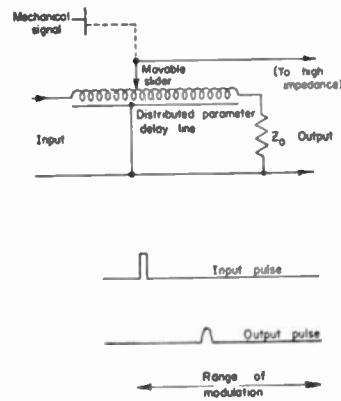 Mechanical
signal
Movable
slider
(To high
impedance)
Distributed parameter
delay line
Input
Z₀
Output
Input pulse
Output pulse
Range of
modulation